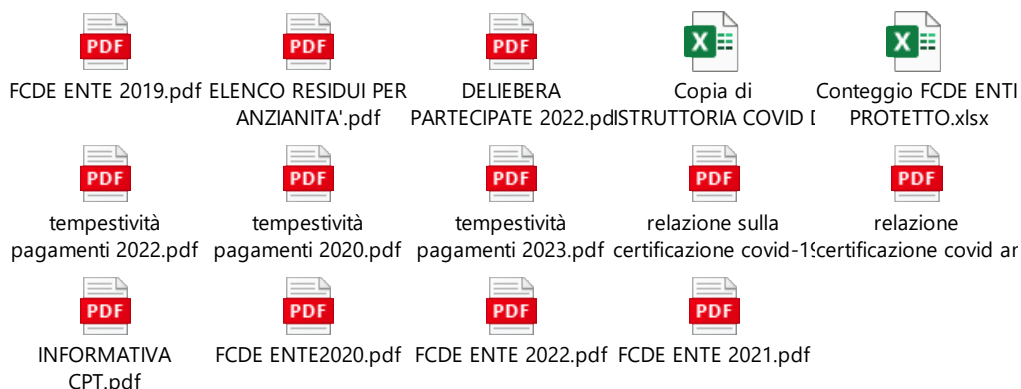 PDF PDF PDF X X
FCDE ENTE 2019.pdf ELENCO RESIDUI PER DELIEBERA Copia di Conteggio FCDE ENTI
ANZIANITA'.pdf PARTECIPATE 2022.pd ISTRUTTORIA COVID PROTETTO.xlsx
PDF PDF PDF PDF PDF
tempestività tempestività tempestività relazione sulla relazione
pagamenti 2022.pdf pagamenti 2020.pdf pagamenti 2023.pdf certificazione covid-19 certificazione covid
PDF PDF PDF PDF
INFORMATIVA FCDE ENTE2020.pdf FCDE ENTE 2022.pdf FCDE ENTE 2021.pdf
CPT.pdf